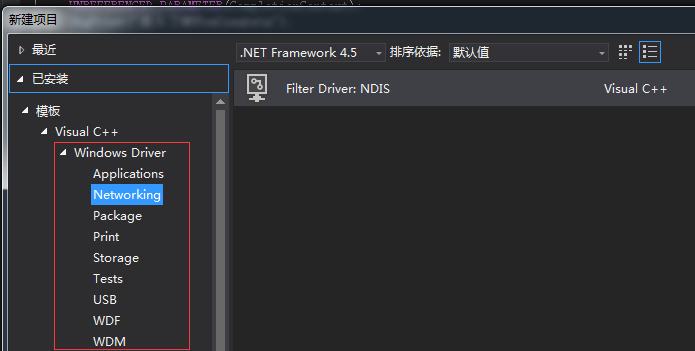 UNREFERENCED_PARAMETER(CompletionContext);
新建项目
最近
.NET Framework 4.5
排序依据:
默认值
已安装
Filter Driver: NDIS
Visual C++
模板
Visual C++
Windows Driver
Applications
Networking
Package
Print
Storage
Tests
USB
WDF
WDM